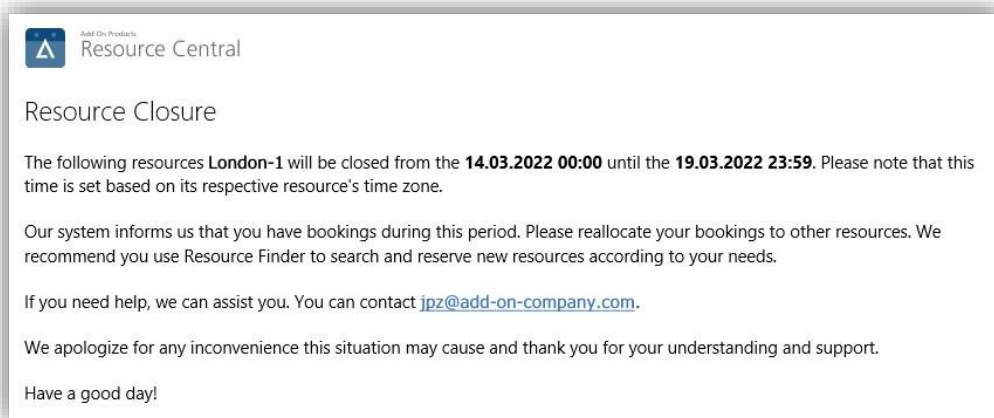 Add-On Products
Resource Central
Resource Closure
The following resources London-1 will be closed from the 14.03.2022 00:00 until the 19.03.2022 23:59. Please note that this
time is set based on its respective resource's time zone.
Our system informs us that you have bookings during this period. Please reallocate your bookings to other resources. We
recommend you use Resource Finder to search and reserve new resources according to your needs.
If you need help, we can assist you. You can contact jpz@add-on-company.com.
We apologize for any inconvenience this situation may cause and thank you for your understanding and support.
Have a good day!